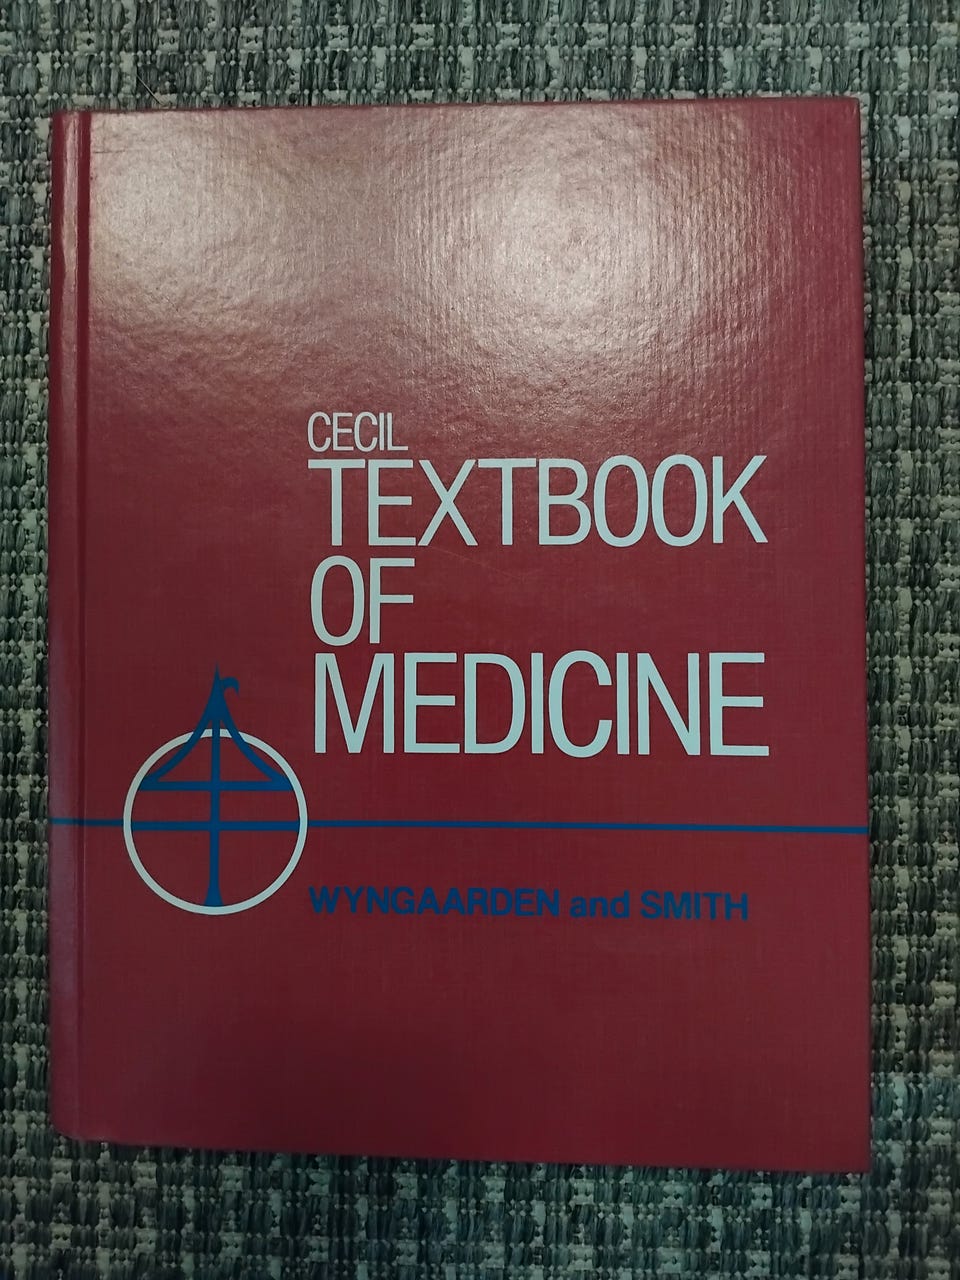 CECIL
TEXTBOOK
OF
MEDICINE
WYNGAARDEN and SMITH